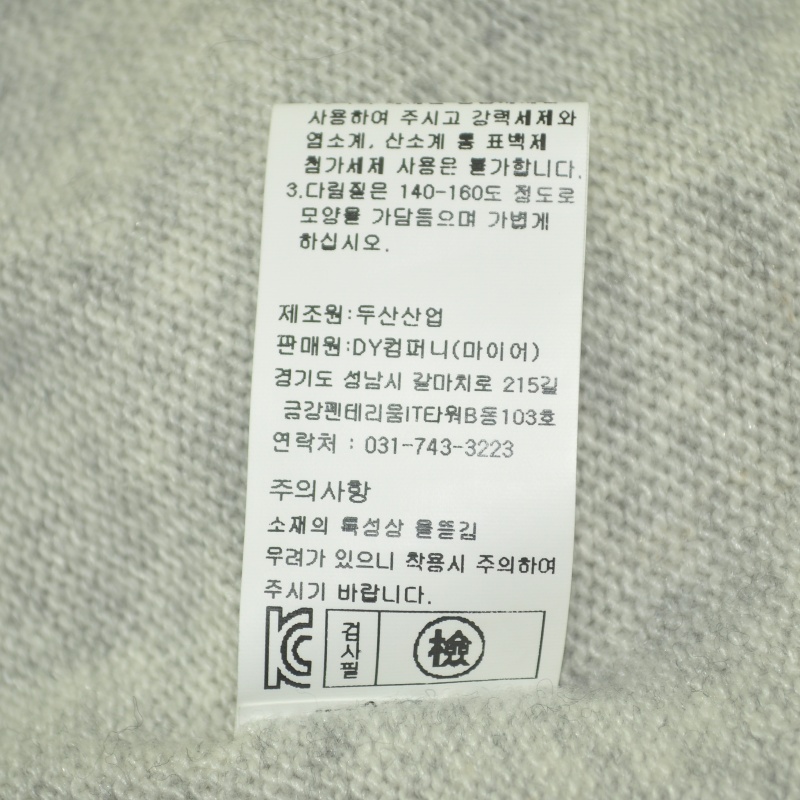 사용하여 주시고 강력세제와
염소계, 산소계 통 표백제
첨가세제 사용은 불가합니다.
3.다림질은 140-160도 정도로
모양을 가담듬으며 가볍게
하십시오.
제조원:두산산업
판매원:DY컴퍼니(마이어)
경기도 성남시 갈마치로 215길
금강펜테리움IT타워B동103호
연락처 : 031-743-3223
주의사항
소재의 특성상 올뜯김
우려가 있으니 착용시 주의하여
주시기 바랍니다.
KC
검사필
檢